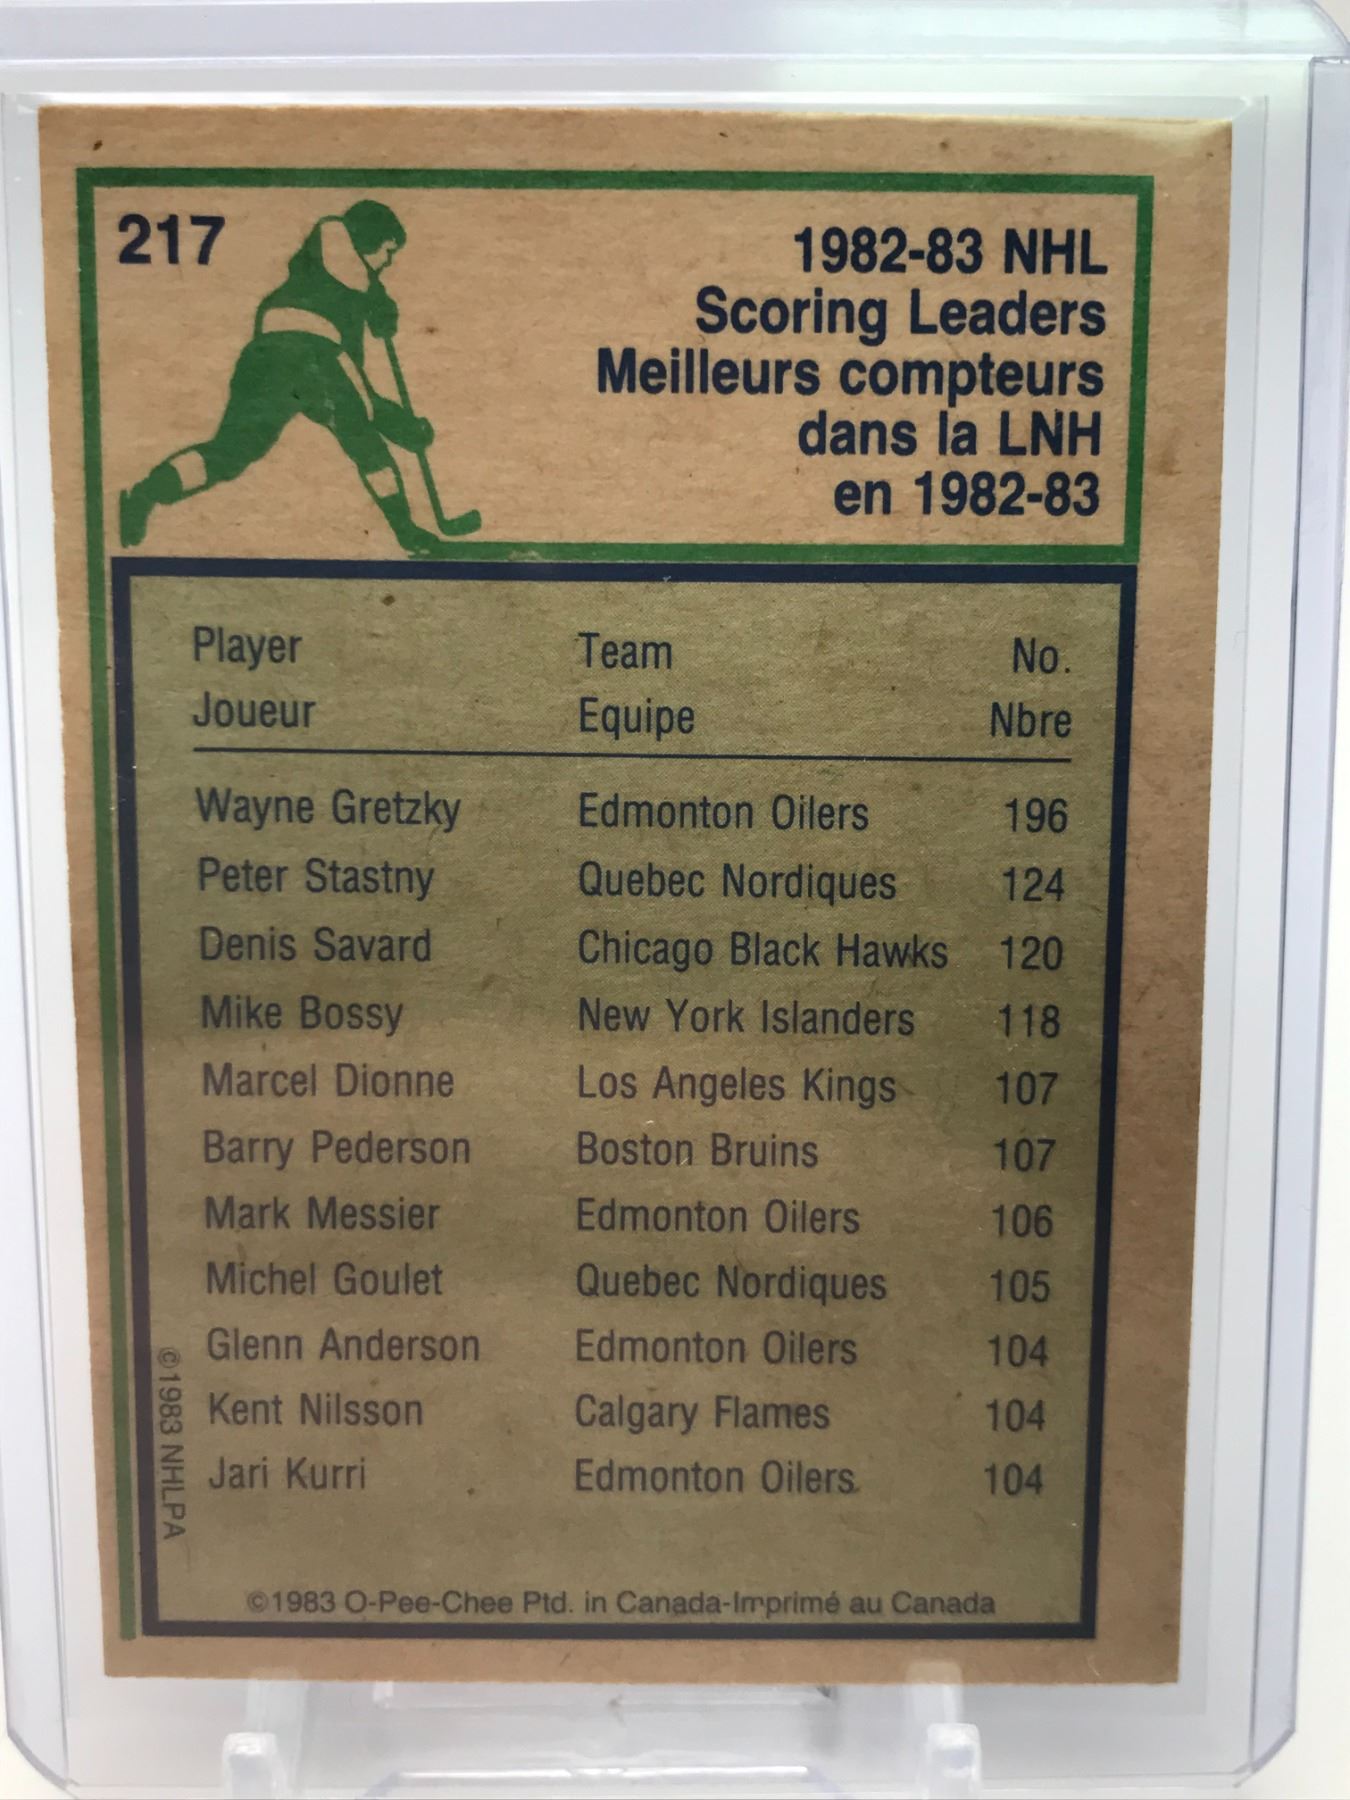 217
1982-83 NHL
Scoring Leaders
Meilleurs compteurs
dans la LNH
en 1982-83
Player Team No.
Joueur Equipe Nbre
Wayne Gretzky Edmonton Oilers 196
Peter Stastny Quebec Nordiques 124
Denis Savard Chicago Black Hawks 120
Mike Bossy New York Islanders 118
Marcel Dionne Los Angeles Kings 107
Barry Pederson Boston Bruins 107
Mark Messier Edmonton Oilers 106
Michel Goulet Quebec Nordiques 105
Glenn Anderson Edmonton Oilers 104
Kent Nilsson Calgary Flames 104
Jari Kurri Edmonton Oilers 104
©1983 NHLPA
©1983 O-Pee-Chee Ptd. in Canada-Imprimé au Canada